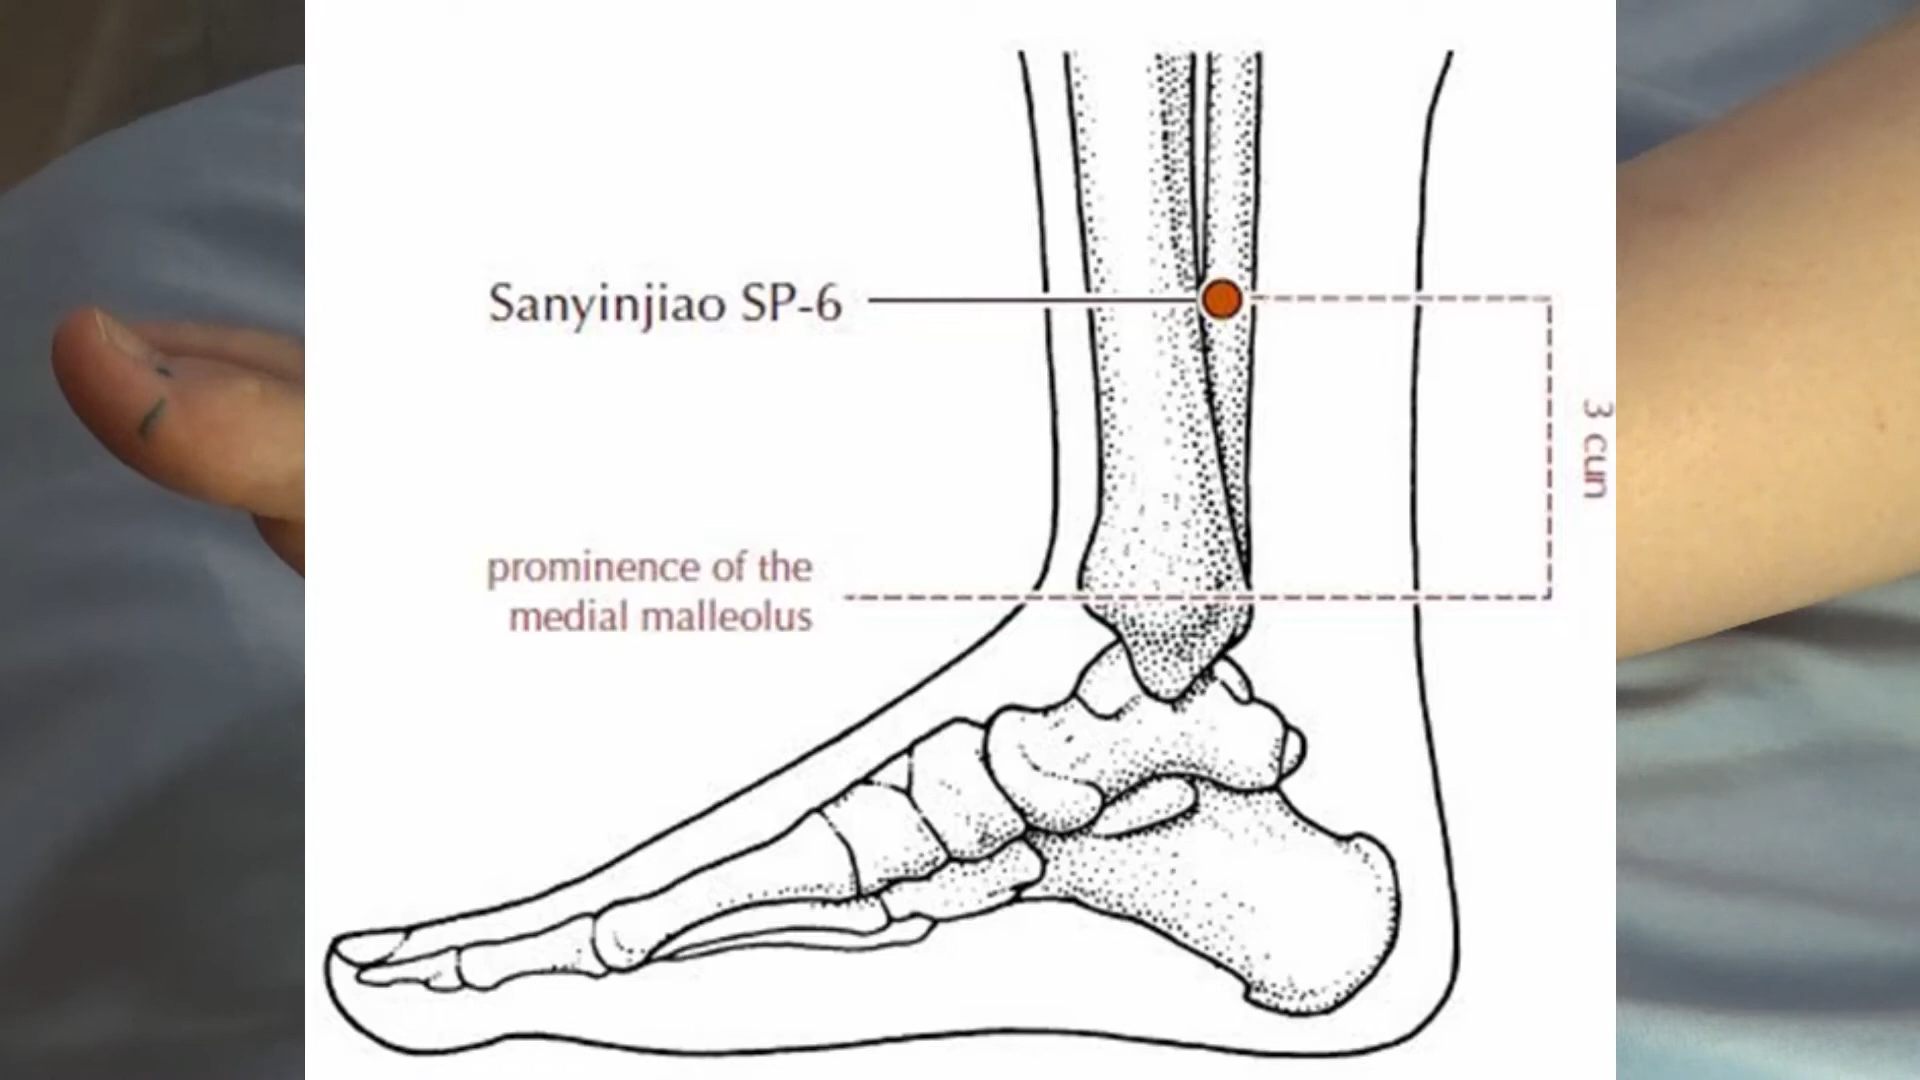 Sanyinjiao SP-6
3 cun
prominence of the
medial malleolus